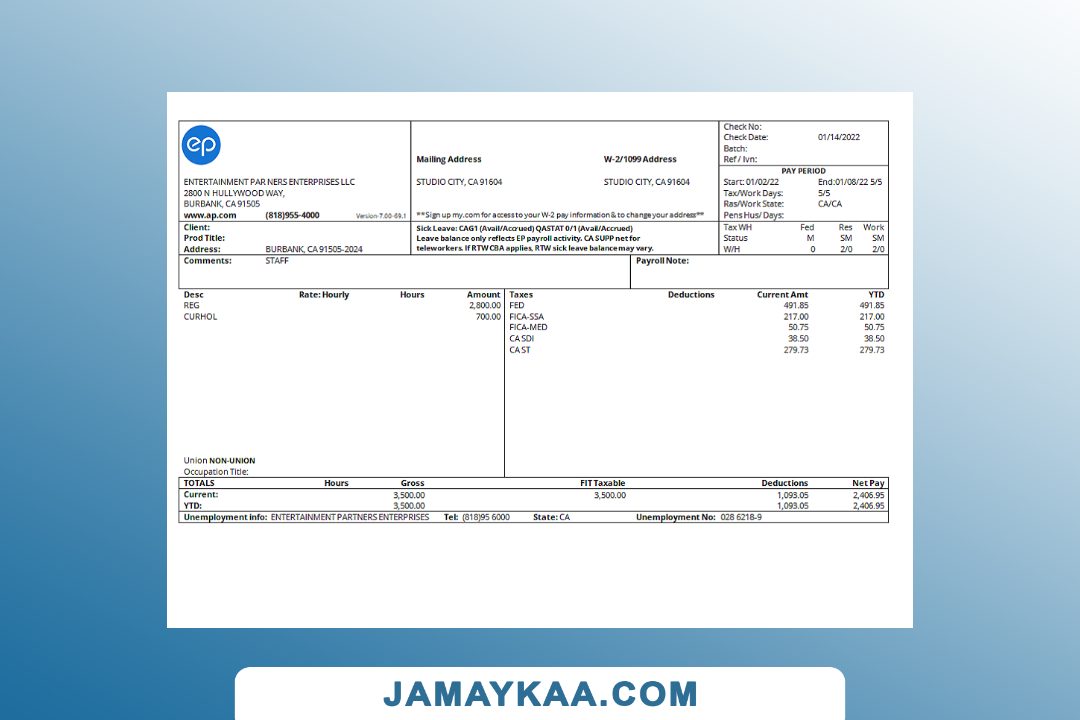 ep
Check No:
Check Date: 01/14/2022
Batch:
Mailing Address W-2/1099 Address Ref / Ivn:
PAY PERIOD
ENTERTAINMENT PAR NERS ENTERPRISES LLC STUDIO CITY, CA 91604 STUDIO CITY, CA 91604 Start: 01/02/22 End:01/08/22 5/5
2800 N HULLYWOOD WAY, Tax/Work Days: 5/5
BURBANK, CA 91505 Ras/Work State: CA/CA
www.ap.com (818)955-4000 Version-7.00-69.1 **Sign up my.com for access to your W-2 pay information & to change your address** Pens Hus/ Days:
Client: Sick Leave: CAG1 (Avail/Accrued) QASTAT 0/1 (Avail/Accrued) Tax WH Fed Res Work
Prod Title: Leave balance only reflects EP payroll activity. CA SUPP net for Status M SM SM
Address: BURBANK, CA 91505-2024 teleworkers. If RTW CBA applies, RTW sick leave balance may vary. W/H 0 2/0 2/0
Comments: STAFF Payroll Note:
Desc Rate: Hourly Hours Amount Taxes Deductions Current Amt YTD
REG 2,800.00 FED 491.85 491.85
CURHOL 700.00 FICA-SSA 217.00 217.00
FICA-MED 50.75 50.75
CA SDI 38.50 38.50
CA ST 279.73 279.73
Union NON-UNION
Occupation Title:
TOTALS Hours Gross FIT Taxable Deductions Net Pay
Current: 3,500.00 3,500.00 1,093.05 2,406.95
YTD: 3,500.00 1,093.05 2,406.95
Unemployment info: ENTERTAINMENT PARTNERS ENTERPRISES Tel: (818)95 6000 State: CA Unemployment No: 028 6218-9
JAMAYKAA.COM